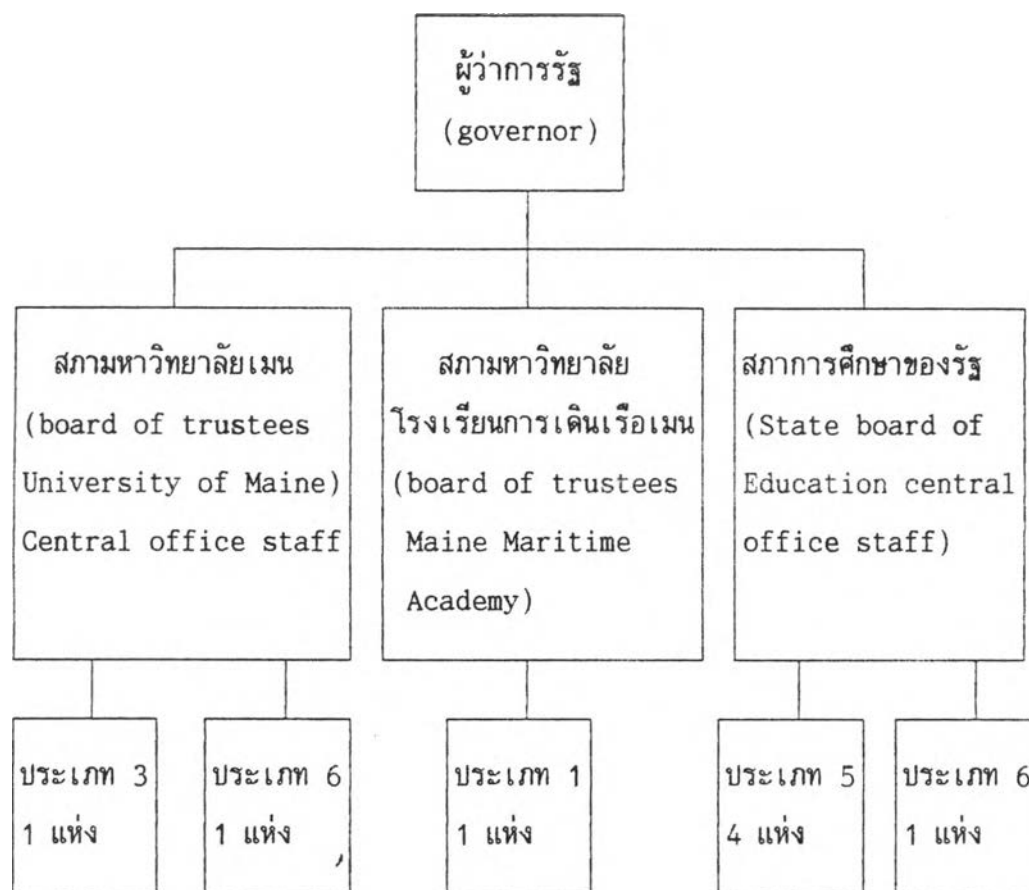 ผู้ว่าการรัฐ
(governor)
สภามหาวิทยาลัยเมน
(board of trustees
University of Maine)
Central office staff
สภามหาวิทยาลัย
โรงเรียนการเดินเรือเมน
(board of trustees
Maine Maritime
Academy)
สภาการศึกษาของรัฐ
(State board of
Education central
office staff)
ประเภท 3
1 แห่ง
ประเภท 6
1 แห่ง
ประเภท 1
1 แห่ง
ประเภท 5
4 แห่ง
ประเภท 6
1 แห่ง